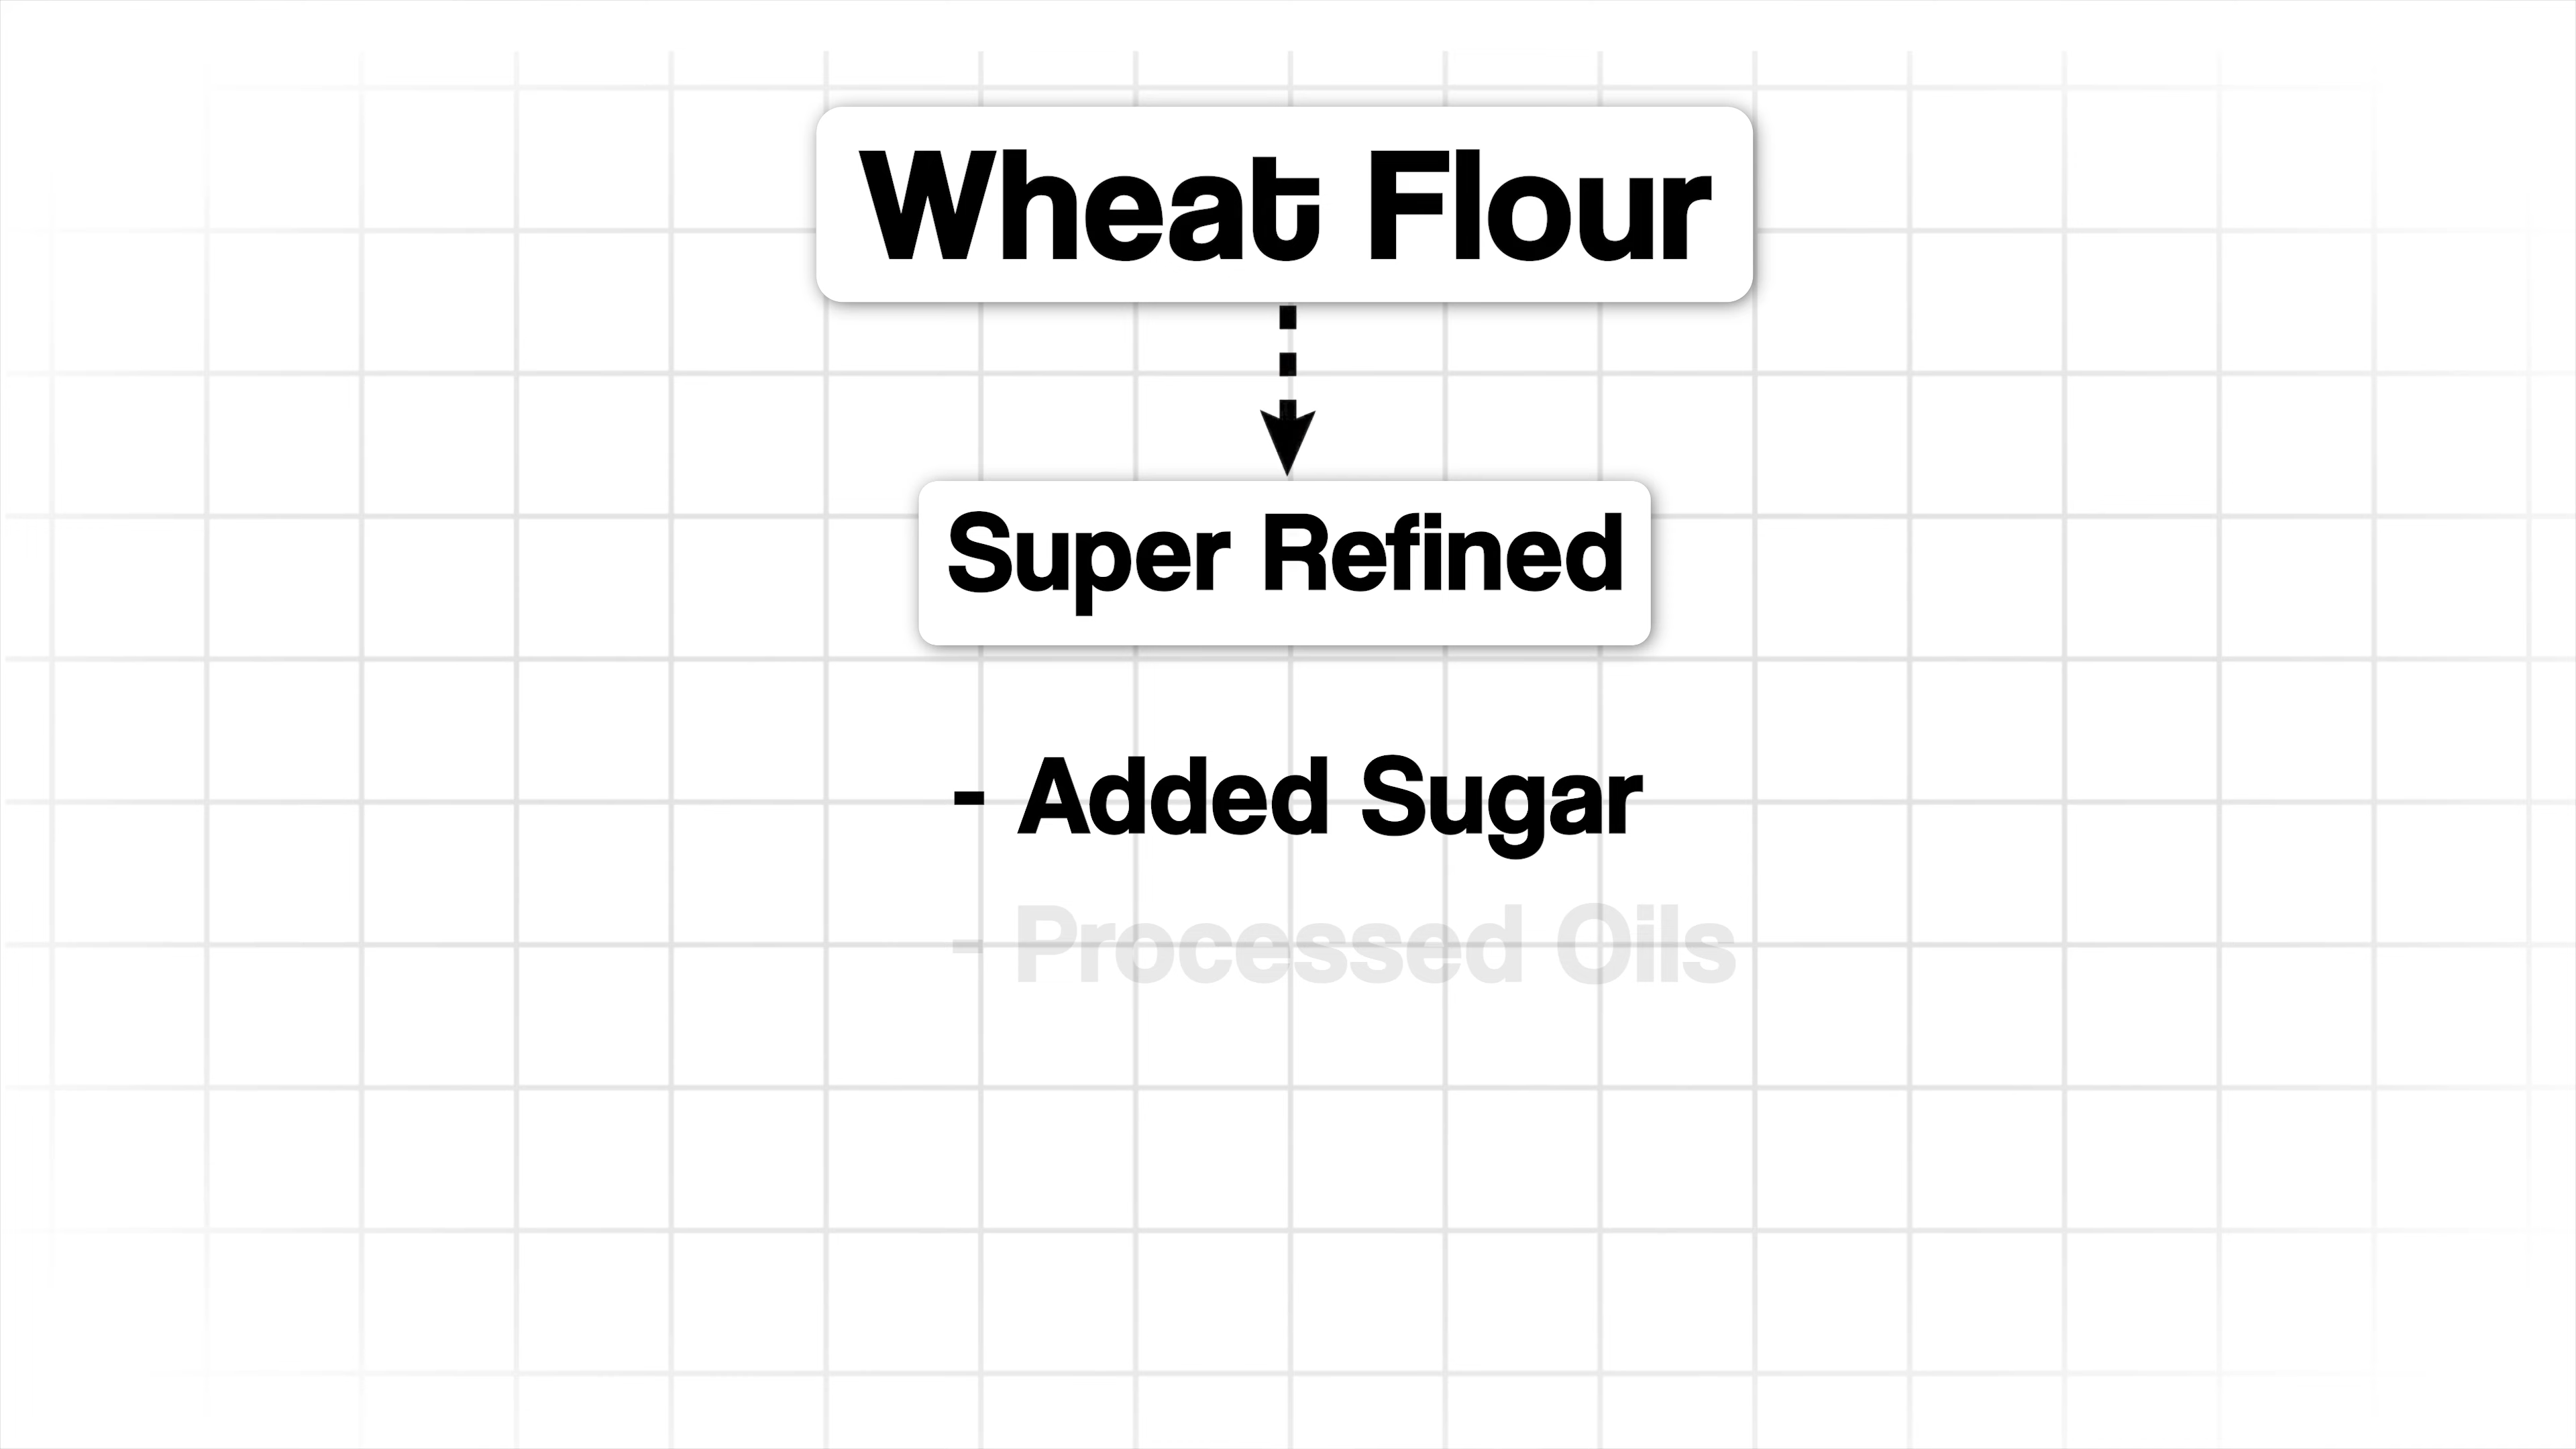 Wheat Flour
Super Refined
- Added Sugar
- Processed Oils